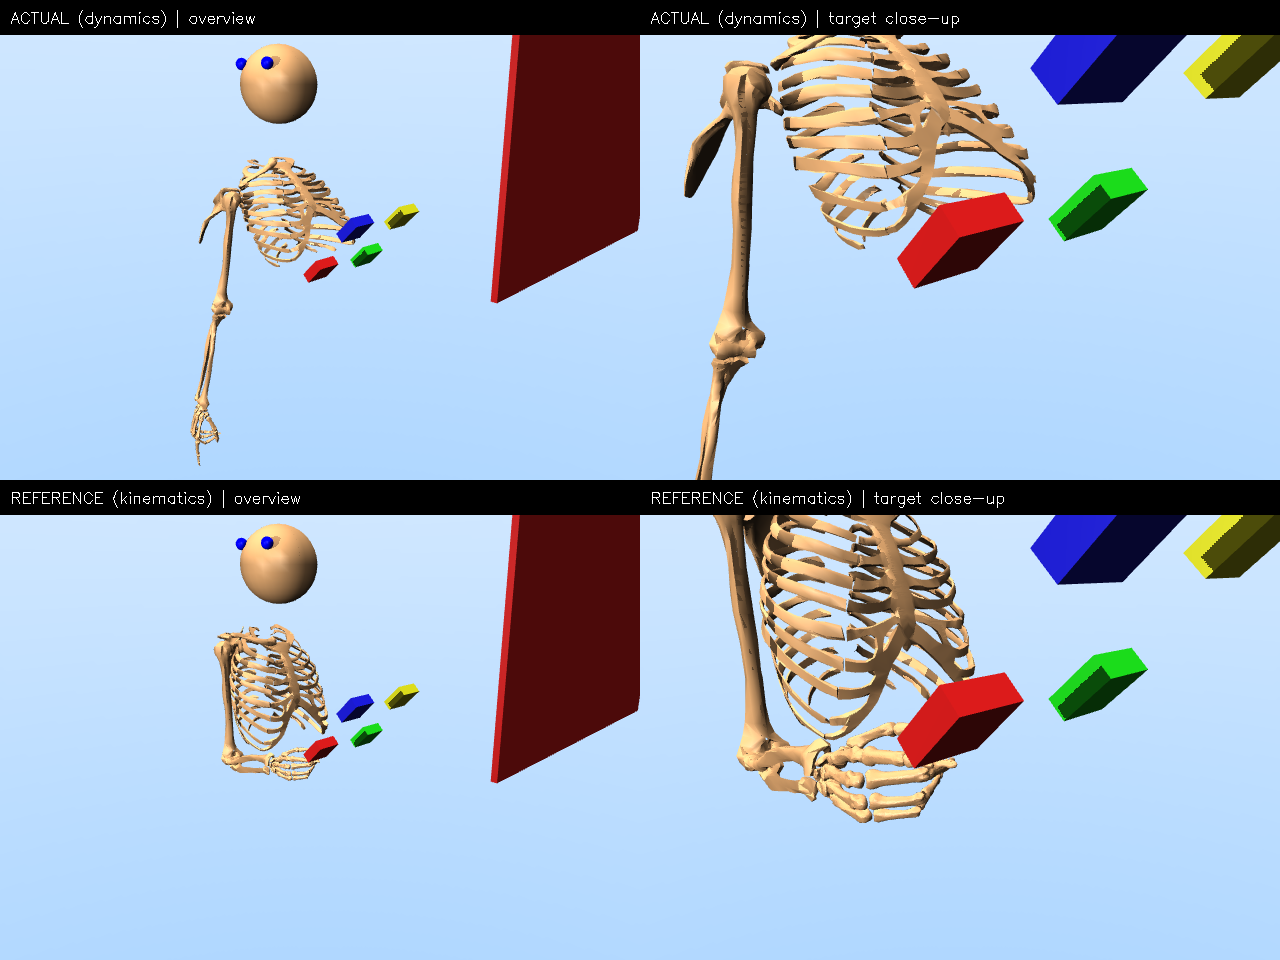 ACTUAL (dynamics) | overview
ACTUAL (dynamics) | target close-up
REFERENCE (kinematics) | overview
REFERENCE (kinematics) | target close-up